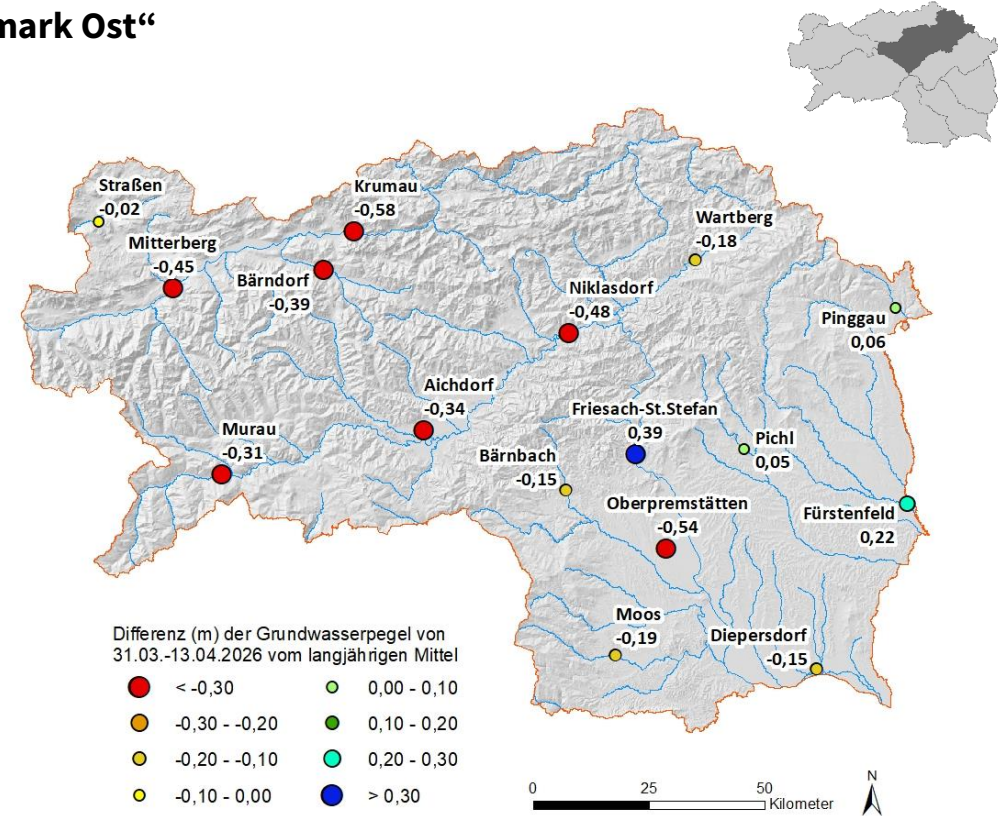 mark Ost“
Straßen
-0,02
Krumau
-0,58
Mitterberg
-0,45
Bärndorf
-0,39
Wartberg
-0,18
Niklasdorf
-0,48
Pinggau
0,06
Aichdorf
-0,34
Friesach-St.Stefan
0,39
Murau
-0,31
Pichl
0,05
Bärnbach
-0,15
Oberpremstätten
-0,54
Fürstenfeld
0,22
Moos
-0,19
Diepersdorf
-0,15
Differenz (m) der Grundwasserpegel von
31.03.-13.04.2026 vom langjährigen Mittel
< -0,30
-0,30 - -0,20
-0,20 - -0,10
-0,10 - 0,00
0,00 - 0,10
0,10 - 0,20
0,20 - 0,30
> 0,30
0 25 50
Kilometer
N